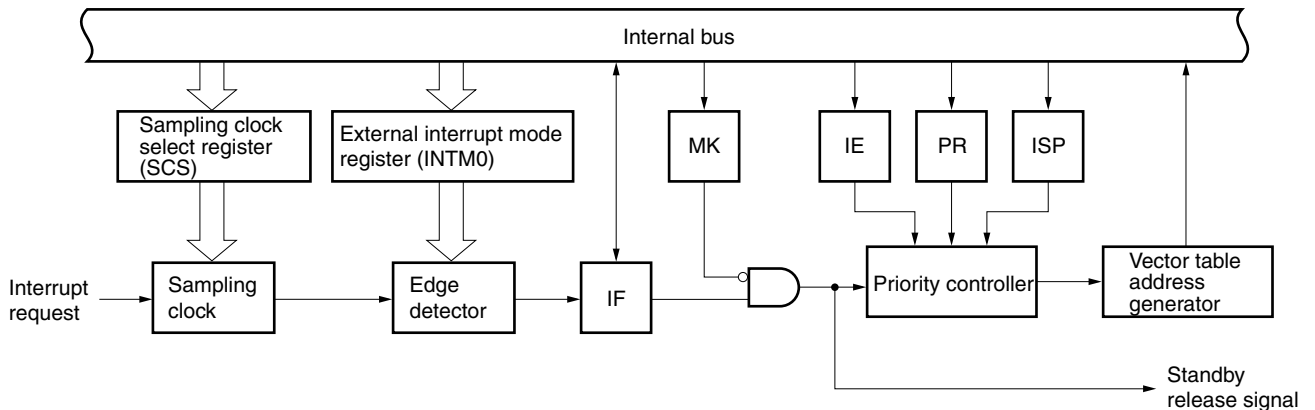 Internal bus
Sampling clock
select register
(SCS)
External interrupt mode
register (INTM0)
MK
IE
PR
ISP
Interrupt
request
Sampling
clock
Edge
detector
IF
Priority controller
Vector table
address
generator
Standby
release signal